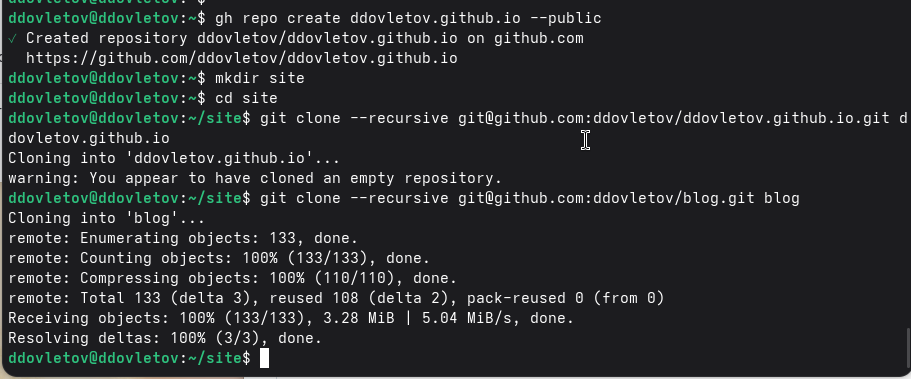 ddovletov@ddovletov:~$ gh repo create ddovletov.github.io --public
✓ Created repository ddovletov/ddovletov.github.io on github.com
  https://github.com/ddovletov/ddovletov.github.io
ddovletov@ddovletov:~$ mkdir site
ddovletov@ddovletov:~$ cd site
ddovletov@ddovletov:~/site$ git clone --recursive git@github.com:ddovletov/ddovletov.github.io.git d
dovletov.github.io
Cloning into 'ddovletov.github.io'...
warning: You appear to have cloned an empty repository.
ddovletov@ddovletov:~/site$ git clone --recursive git@github.com:ddovletov/blog.git blog
Cloning into 'blog'...
remote: Enumerating objects: 133, done.
remote: Counting objects: 100% (133/133), done.
remote: Compressing objects: 100% (110/110), done.
remote: Total 133 (delta 3), reused 108 (delta 2), pack-reused 0 (from 0)
Receiving objects: 100% (133/133), 3.28 MiB | 5.04 MiB/s, done.
Resolving deltas: 100% (3/3), done.
ddovletov@ddovletov:~/site$